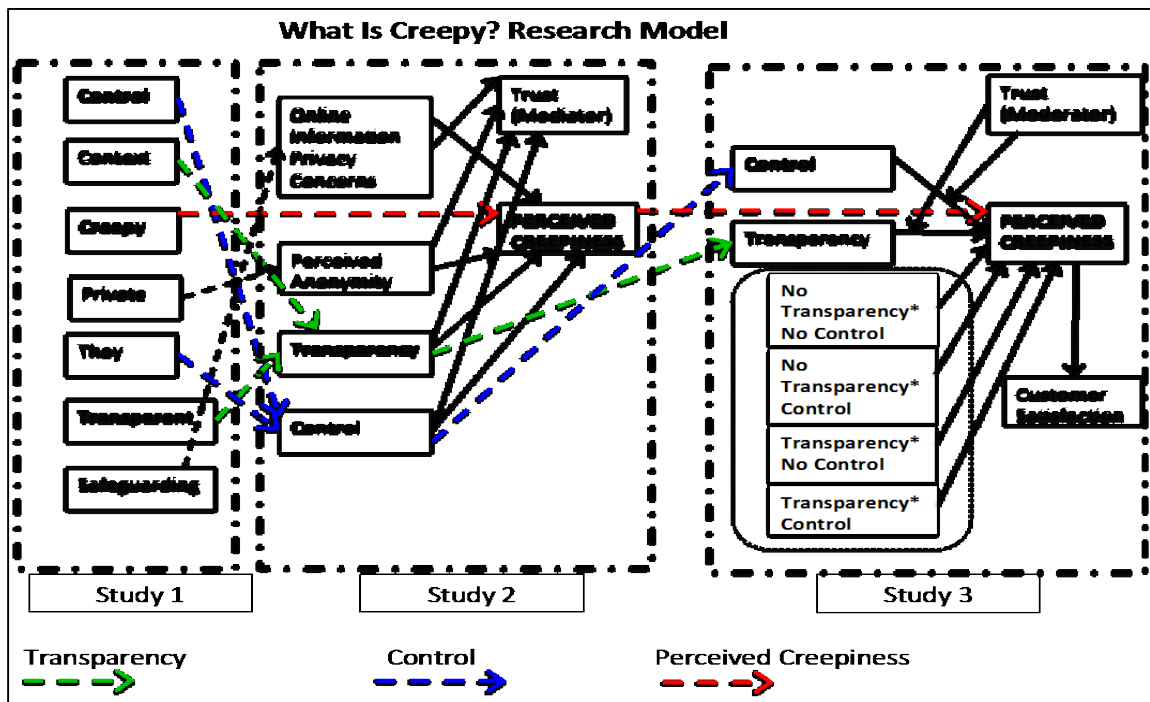 What Is Creepy? Research Model
Control
Context
Creepy
Private
They
Transparent
Safeguarding
Study 1
Online
Information
Privacy
Concerns
Perceived
Anonymity
Transparency
Control
Trust
(Mediator)
PERCEIVED
CREEPINESS
Study 2
Control
Transparency
No
Transparency*
No Control
No
Transparency*
Control
Transparency*
No Control
Transparency*
Control
Trust
(Moderator)
PERCEIVED
CREEPINESS
Customer
Satisfaction
Study 3
Transparency
Control
Perceived Creepiness